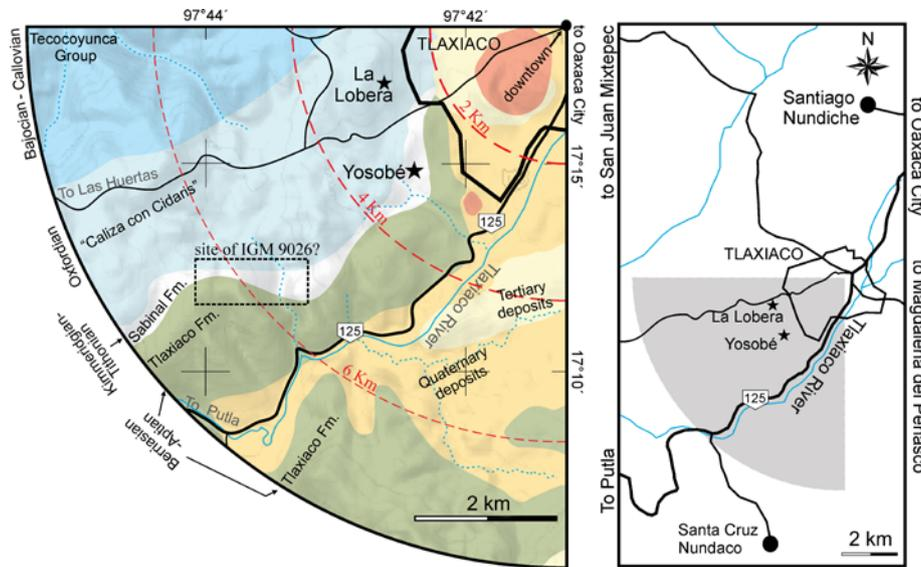 97°44´
97°42´
Tecocoyunca
Group
Bajocian - Callovian
La
Lobera
TLAXIACO
downtown
to Oaxaca City
2 Km
17°15´
To Las Huertas
Yosobé
"Caliza con Cidaris"
4 Km
125
Oxfordian
site of IGM 9026?
Tlaxiaco River
Tertiary
deposits
Sabinal Fm.
125
Kimmeridgian-
Tithonian
Tlaxiaco Fm.
Quaternary
deposits
17°10´
6 Km
To Putla
Berriasian
-Aptian
Tlaxiaco Fm.
2 km
to San Juan Mixtepec
N
Santiago
Nundiche
to Oaxaca City
TLAXIACO
La Lobera
Yosobé
to Magdalena del Peñasco
Tlaxiaco River
125
To Putla
Santa Cruz
Nundaco
2 km